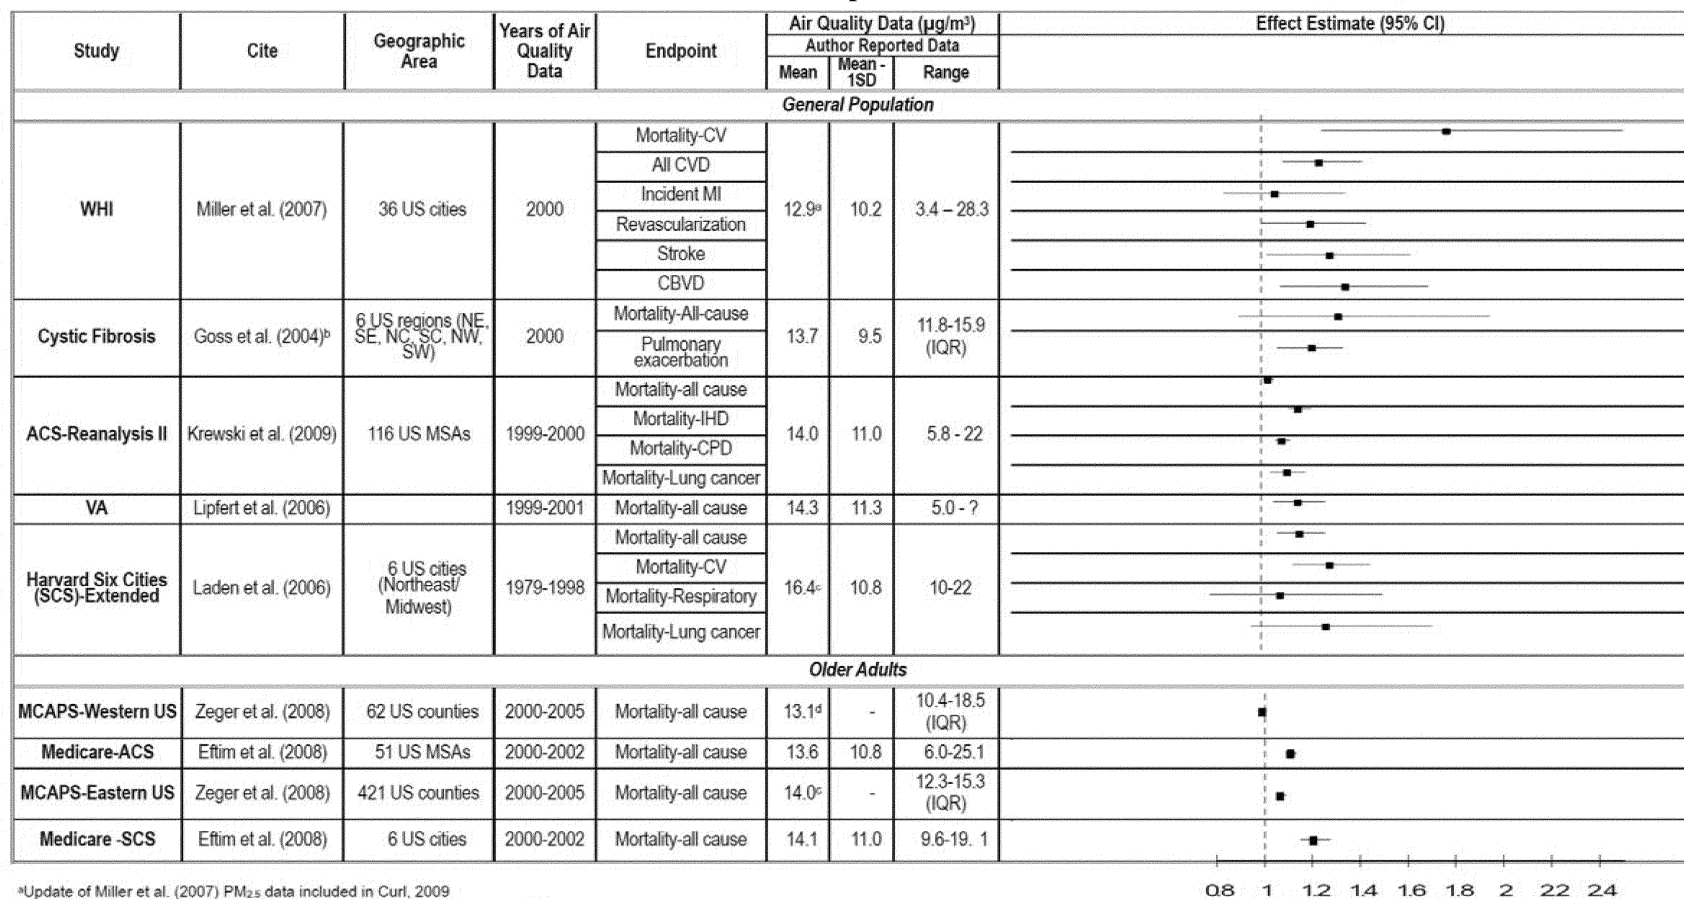 Study
Cite
Geographic
Area
Years of Air
Quality
Data
Endpoint
Air Quality Data (µg/m³)
Author Reported Data
Mean
Mean -
1SD
Range
Effect Estimate (95% CI)
General Population
WHI
Miller et al. (2007)
36 US cities
2000
Mortality-CV
All CVD
Incident MI
Revascularization
Stroke
CBVD
12.9ᵃ
10.2
3.4 – 28.3
Cystic Fibrosis
Goss et al. (2004)ᵇ
6 US regions (NE,
SE, NC, SC, NW,
SW)
2000
Mortality-All-cause
Pulmonary
exacerbation
13.7
9.5
11.8-15.9
(IQR)
ACS-Reanalysis II
Krewski et al. (2009)
116 US MSAs
1999-2000
Mortality-all cause
Mortality-IHD
Mortality-CPD
Mortality-Lung cancer
14.0
11.0
5.8 - 22
VA
Lipfert et al. (2006)
1999-2001
Mortality-all cause
14.3
11.3
5.0 - ?
Harvard Six Cities
(SCS)-Extended
Laden et al. (2006)
6 US cities
(Northeast/
Midwest)
1979-1998
Mortality-all cause
Mortality-CV
Mortality-Respiratory
Mortality-Lung cancer
16.4ᶜ
10.8
10-22
Older Adults
MCAPS-Western US
Zeger et al. (2008)
62 US counties
2000-2005
Mortality-all cause
13.1ᵈ
-
10.4-18.5
(IQR)
Medicare-ACS
Eftim et al. (2008)
51 US MSAs
2000-2002
Mortality-all cause
13.6
10.8
6.0-25.1
MCAPS-Eastern US
Zeger et al. (2008)
421 US counties
2000-2005
Mortality-all cause
14.0ᶜ
-
12.3-15.3
(IQR)
Medicare -SCS
Eftim et al. (2008)
6 US cities
2000-2002
Mortality-all cause
14.1
11.0
9.6-19. 1
0.8 1 1.2 1.4 1.6 1.8 2 2.2 2.4
ᵃUpdate of Miller et al. (2007) PM₂.₅ data included in Curl, 2009